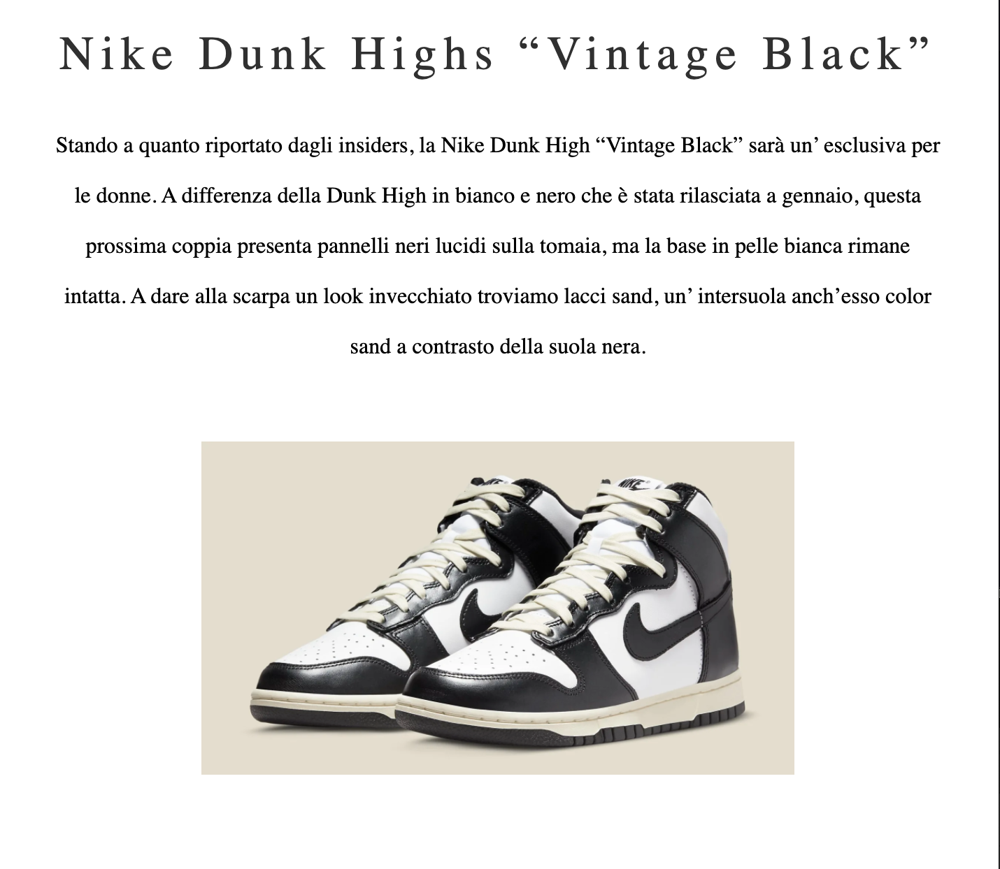 Nike Dunk Highs “Vintage Black”
Stando a quanto riportato dagli insiders, la Nike Dunk High “Vintage Black” sarà un’ esclusiva per
le donne. A differenza della Dunk High in bianco e nero che è stata rilasciata a gennaio, questa
prossima coppia presenta pannelli neri lucidi sulla tomaia, ma la base in pelle bianca rimane
intatta. A dare alla scarpa un look invecchiato troviamo lacci sand, un’ intersuola anch’esso color
sand a contrasto della suola nera.
NIKE